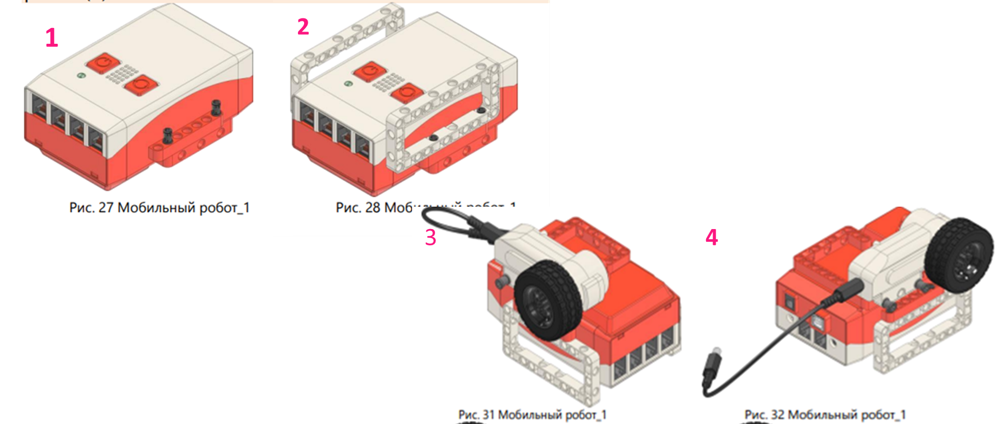 1
2
Рис. 27 Мобильный робот_1
Рис. 28
3
4
Рис. 31 Мобильный робот_1
Рис. 32 Мобильный робот_1